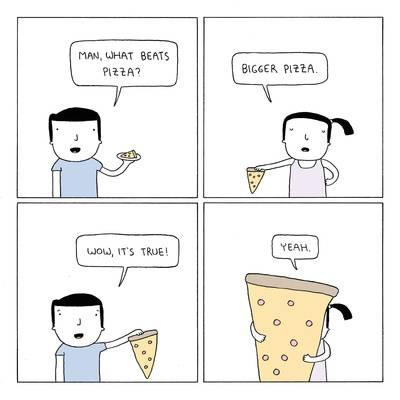 MAN, WHAT BEATS
PIZZA?
BIGGER PIZZA.
WOW, IT'S TRUE!
YEAH.